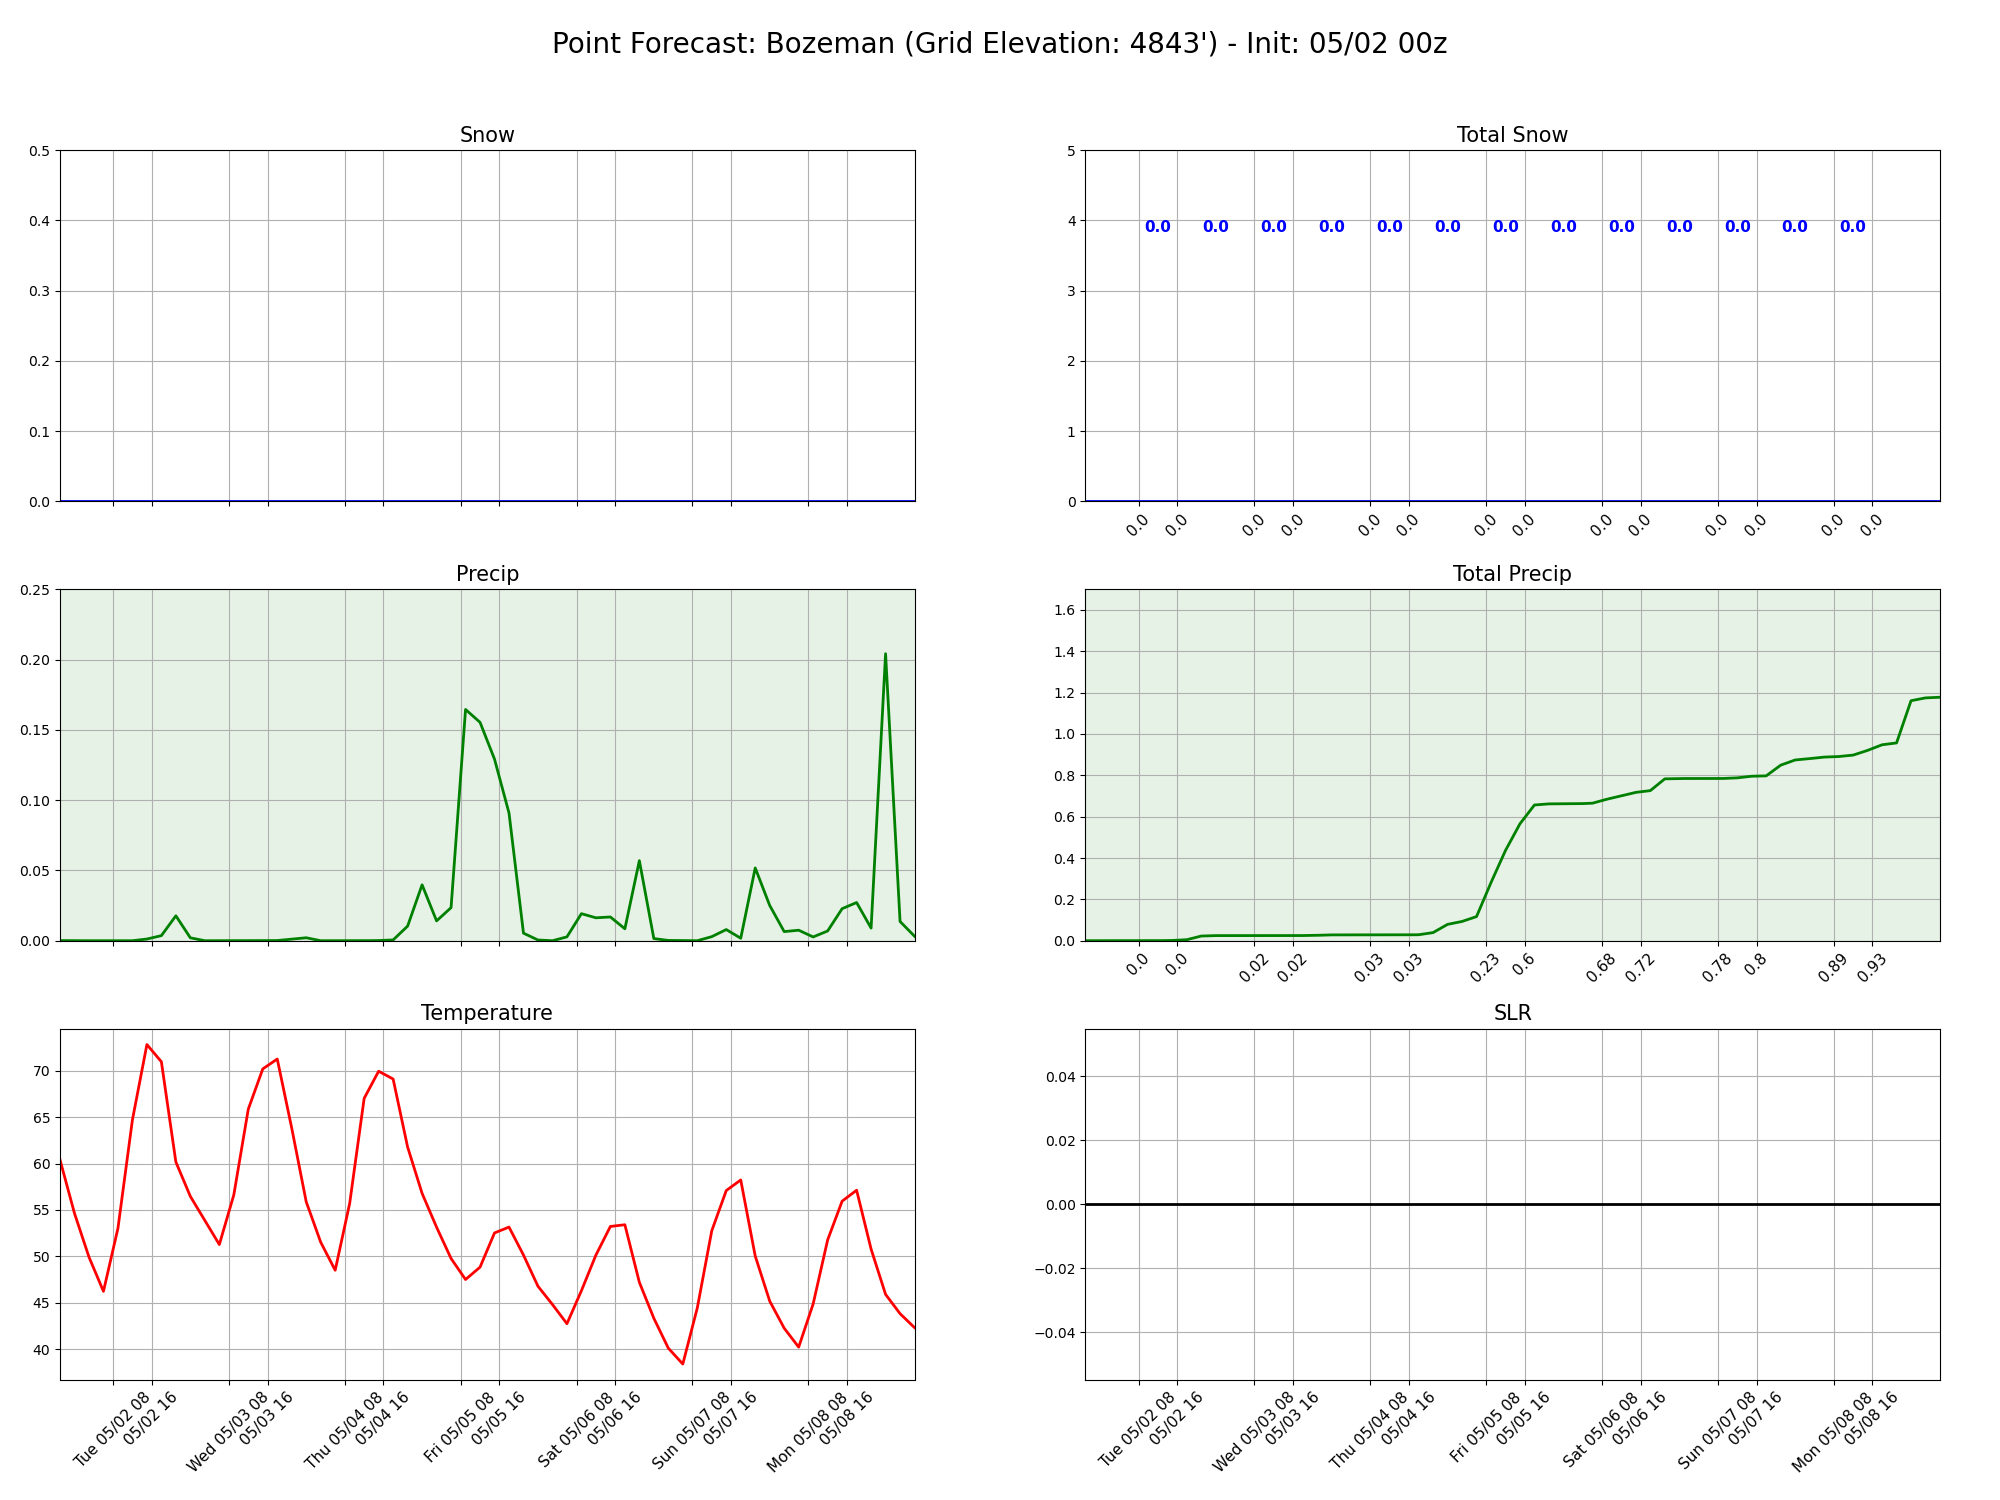 Point Forecast: Bozeman (Grid Elevation: 4843') - Init: 05/02 00z
Snow
0.5
0.4
0.3
0.2
0.1
0.0
Total Snow
5
4
3
2
1
0
0.0 0.0 0.0 0.0 0.0 0.0 0.0 0.0 0.0 0.0 0.0 0.0 0.0
0.0 0.0 0.0 0.0 0.0 0.0 0.0 0.0 0.0 0.0 0.0 0.0 0.0 0.0
Precip
0.25
0.20
0.15
0.10
0.05
0.00
Total Precip
1.6
1.4
1.2
1.0
0.8
0.6
0.4
0.2
0.0
0.0 0.0 0.02 0.02 0.03 0.03 0.23 0.6 0.68 0.72 0.78 0.8 0.89 0.93
Temperature
70
65
60
55
50
45
40
Tue 05/02 08
05/02 16
Wed 05/03 08
05/03 16
Thu 05/04 08
05/04 16
Fri 05/05 08
05/05 16
Sat 05/06 08
05/06 16
Sun 05/07 08
05/07 16
Mon 05/08 08
05/08 16
SLR
0.04
0.02
0.00
−0.02
−0.04
Tue 05/02 08
05/02 16
Wed 05/03 08
05/03 16
Thu 05/04 08
05/04 16
Fri 05/05 08
05/05 16
Sat 05/06 08
05/06 16
Sun 05/07 08
05/07 16
Mon 05/08 08
05/08 16